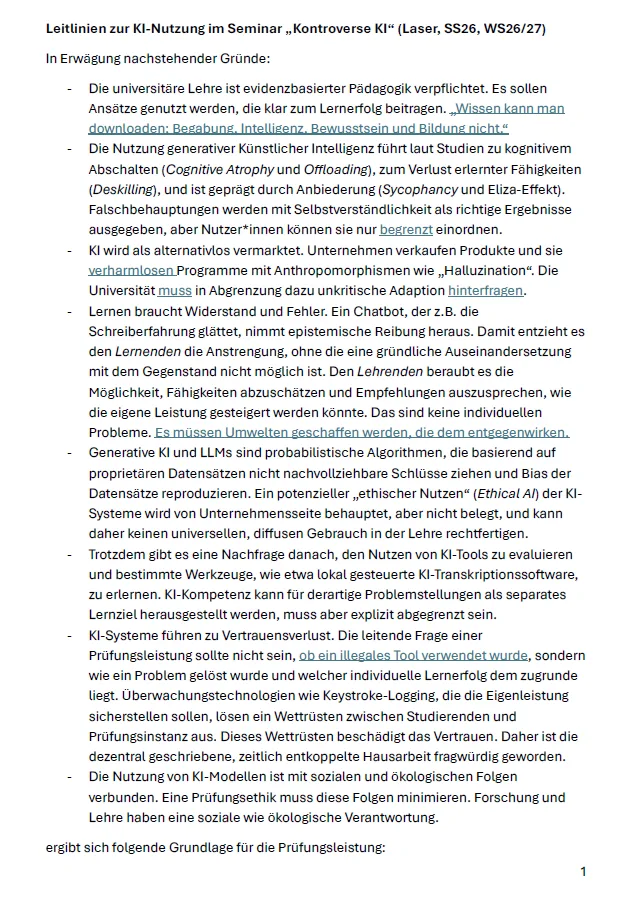 Leitlinien zur KI-Nutzung im Seminar „Kontroverse KI“ (Laser, SS26, WS26/27)
In Erwägung nachstehender Gründe:
- Die universitäre Lehre ist evidenzbasierter Pädagogik verpflichtet. Es sollen
Ansätze genutzt werden, die klar zum Lernerfolg beitragen. „Wissen kann man
downloaden; Begabung, Intelligenz, Bewusstsein und Bildung nicht.“
- Die Nutzung generativer Künstlicher Intelligenz führt laut Studien zu kognitivem
Abschalten (Cognitive Atrophy und Offloading), zum Verlust erlernter Fähigkeiten
(Deskilling), und ist geprägt durch Anbiederung (Sycophancy und Eliza-Effekt).
Falschbehauptungen werden mit Selbstverständlichkeit als richtige Ergebnisse
ausgegeben, aber Nutzer*innen können sie nur begrenzt einordnen.
- KI wird als alternativlos vermarktet. Unternehmen verkaufen Produkte und sie
verharmlosen Programme mit Anthropomorphismen wie „Halluzination“. Die
Universität muss in Abgrenzung dazu unkritische Adaption hinterfragen.
- Lernen braucht Widerstand und Fehler. Ein Chatbot, der z.B. die
Schreiberfahrung glättet, nimmt epistemische Reibung heraus. Damit entzieht es
den Lernenden die Anstrengung, ohne die eine gründliche Auseinandersetzung
mit dem Gegenstand nicht möglich ist. Den Lehrenden beraubt es die
Möglichkeit, Fähigkeiten abzuschätzen und Empfehlungen auszusprechen, wie
die eigene Leistung gesteigert werden könnte. Das sind keine individuellen
Probleme. Es müssen Umwelten geschaffen werden, die dem entgegenwirken.
- Generative KI und LLMs sind probabilistische Algorithmen, die basierend auf
proprietären Datensätzen nicht nachvollziehbare Schlüsse ziehen und Bias der
Datensätze reproduzieren. Ein potenzieller „ethischer Nutzen“ (Ethical AI) der KI-
Systeme wird von Unternehmensseite behauptet, aber nicht belegt, und kann
daher keinen universellen, diffusen Gebrauch in der Lehre rechtfertigen.
- Trotzdem gibt es eine Nachfrage danach, den Nutzen von KI-Tools zu evaluieren
und bestimmte Werkzeuge, wie etwa lokal gesteuerte KI-Transkriptionssoftware,
zu erlernen. KI-Kompetenz kann für derartige Problemstellungen als separates
Lernziel herausgestellt werden, muss aber explizit abgegrenzt sein.
- KI-Systeme führen zu Vertrauensverlust. Die leitende Frage einer
Prüfungsleistung sollte nicht sein, ob ein illegales Tool verwendet wurde, sondern
wie ein Problem gelöst wurde und welcher individuelle Lernerfolg dem zugrunde
liegt. Überwachungstechnologien wie Keystroke-Logging, die die Eigenleistung
sicherstellen sollen, lösen ein Wettrüsten zwischen Studierenden und
Prüfungsinstanz aus. Dieses Wettrüsten beschädigt das Vertrauen. Daher ist die
dezentral geschriebene, zeitlich entkoppelte Hausarbeit fragwürdig geworden.
- Die Nutzung von KI-Modellen ist mit sozialen und ökologischen Folgen
verbunden. Eine Prüfungsethik muss diese Folgen minimieren. Forschung und
Lehre haben eine soziale wie ökologische Verantwortung.
ergibt sich folgende Grundlage für die Prüfungsleistung:
1